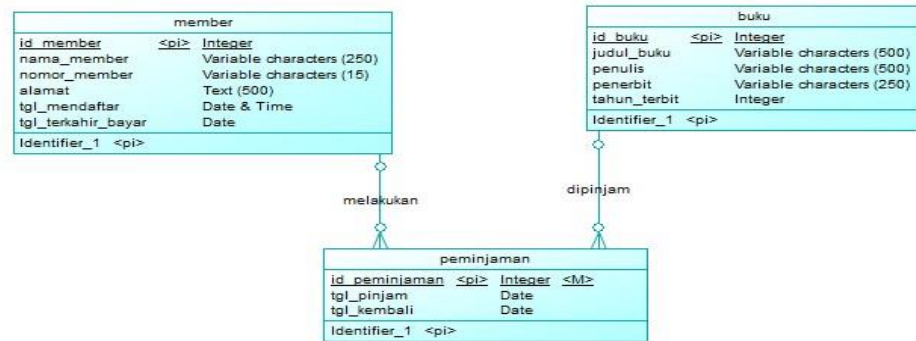 member
id_member <pi> Integer
nama_member Variable characters (250)
nomor_member Variable characters (15)
alamat Text (500)
tgl_mendaftar Date & Time
tgl_terkahir_bayar Date
Identifier_1 <pi>
buku
id_buku <pi> Integer
judul_buku Variable characters (500)
penulis Variable characters (500)
penerbit Variable characters (250)
tahun_terbit Integer
Identifier_1 <pi>
melakukan
dipinjam
peminjaman
id_peminjaman <pi> Integer <M>
tgl_pinjam Date
tgl_kembali Date
Identifier_1 <pi>